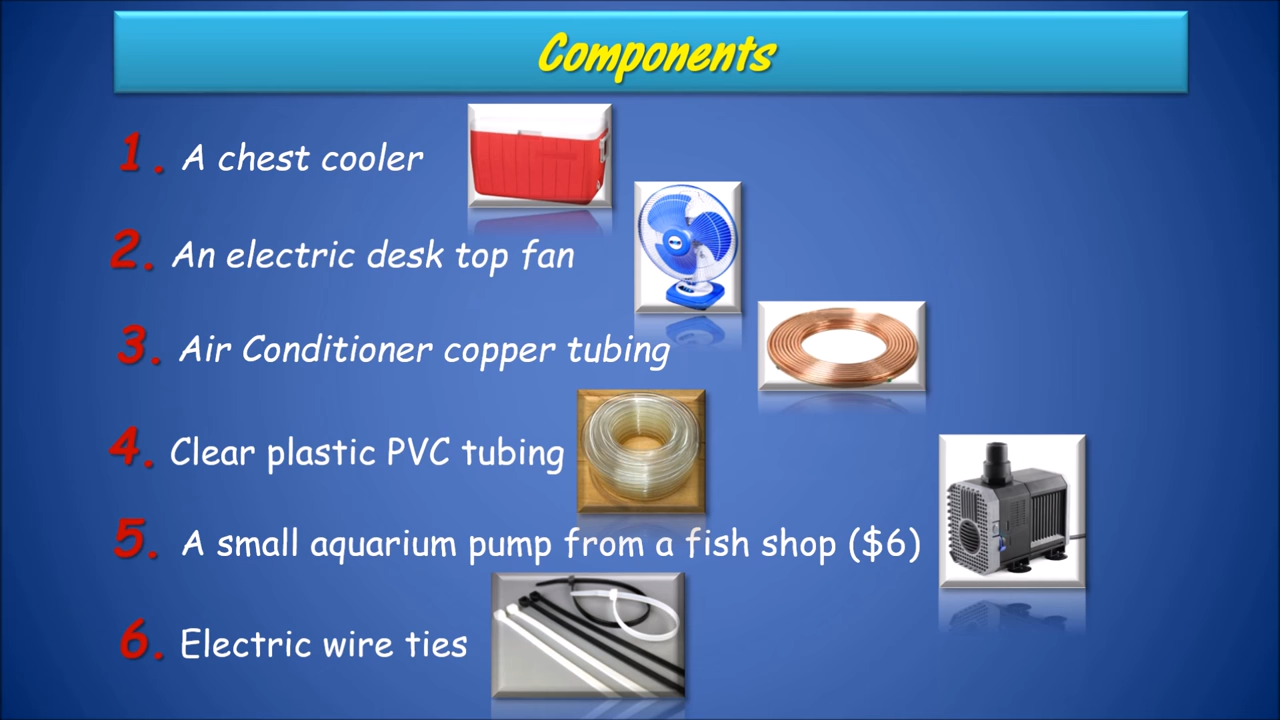 Components
1. A chest cooler
2. An electric desk top fan
3. Air Conditioner copper tubing
4. Clear plastic PVC tubing
5. A small aquarium pump from a fish shop ($6)
6. Electric wire ties